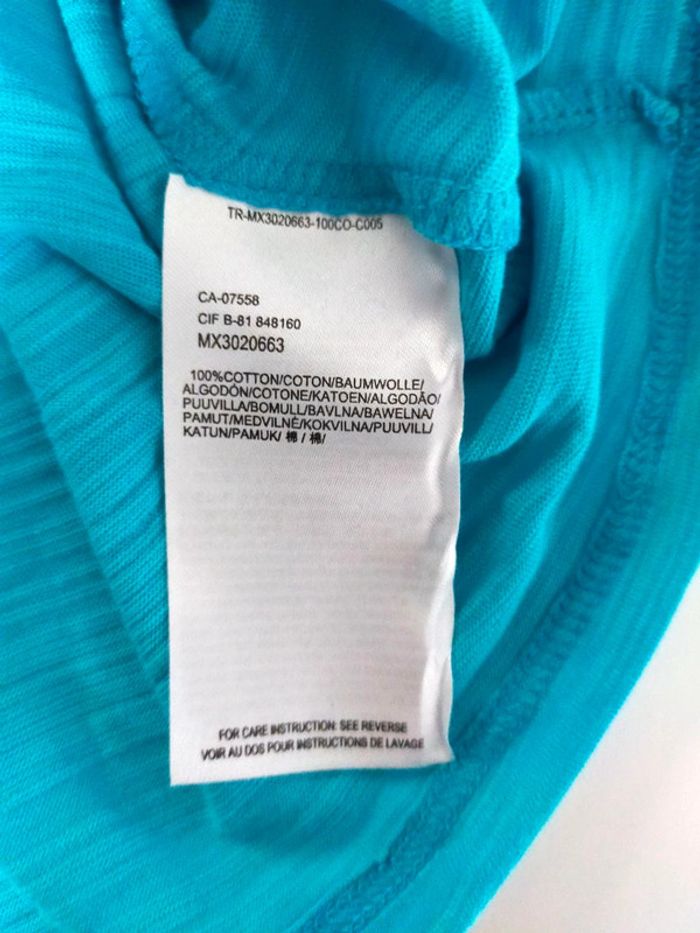 TR-MX3020663-100CO-C005
CA-07558
CIF B-81 848160
MX3020663
100%COTTON/COTON/BAUMWOLLE/
ALGODÓN/COTONE/KATOEN/ALGODÃO/
PUUVILLA/BOMULL/BAVLNA/BAWELNA/
PAMUT/MEDVILNĖ/KOKVILNA/PUUVILL/
KATUN/PAMUK/ 棉 / 棉/
FOR CARE INSTRUCTION: SEE REVERSE
VOIR AU DOS POUR INSTRUCTIONS DE LAVAGE